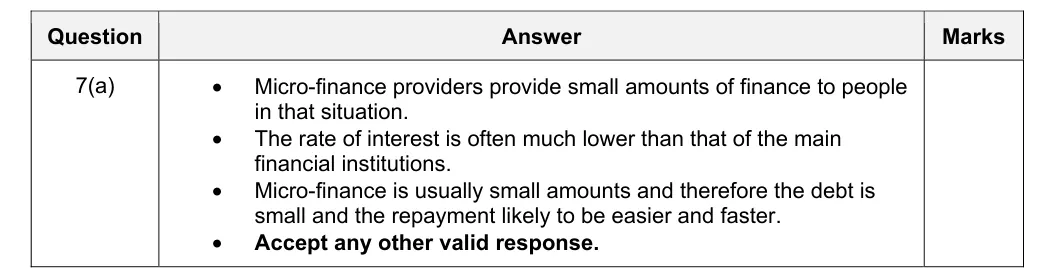 Question Answer Marks
7(a)
• Micro-finance providers provide small amounts of finance to people
in that situation.
• The rate of interest is often much lower than that of the main
financial institutions.
• Micro-finance is usually small amounts and therefore the debt is
small and the repayment likely to be easier and faster.
• Accept any other valid response.